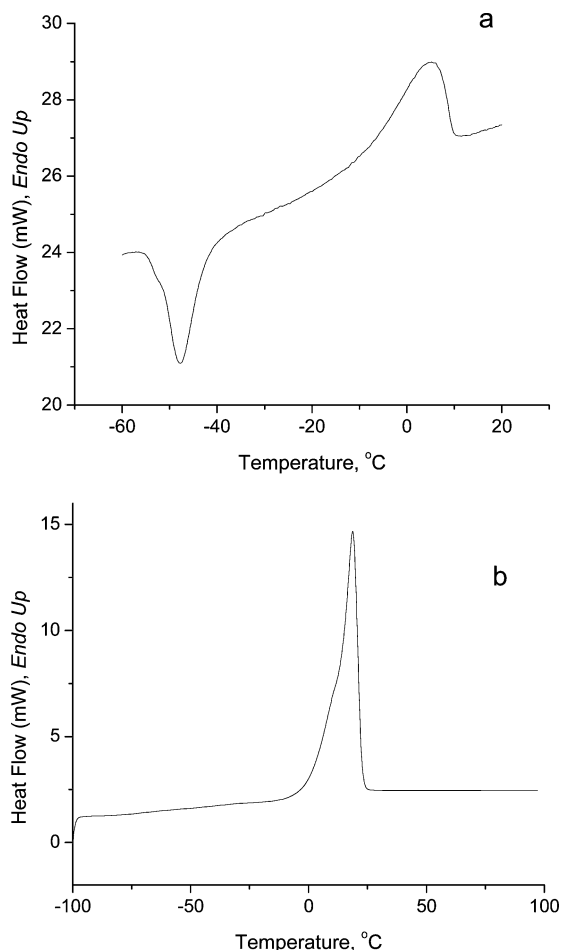 a
30
28
26
24
22
20
Heat Flow (mW), Endo Up
-60 -40 -20 0 20
Temperature, °C
b
15
10
5
0
Heat Flow (mW), Endo Up
-100 -50 0 50 100
Temperature, °C